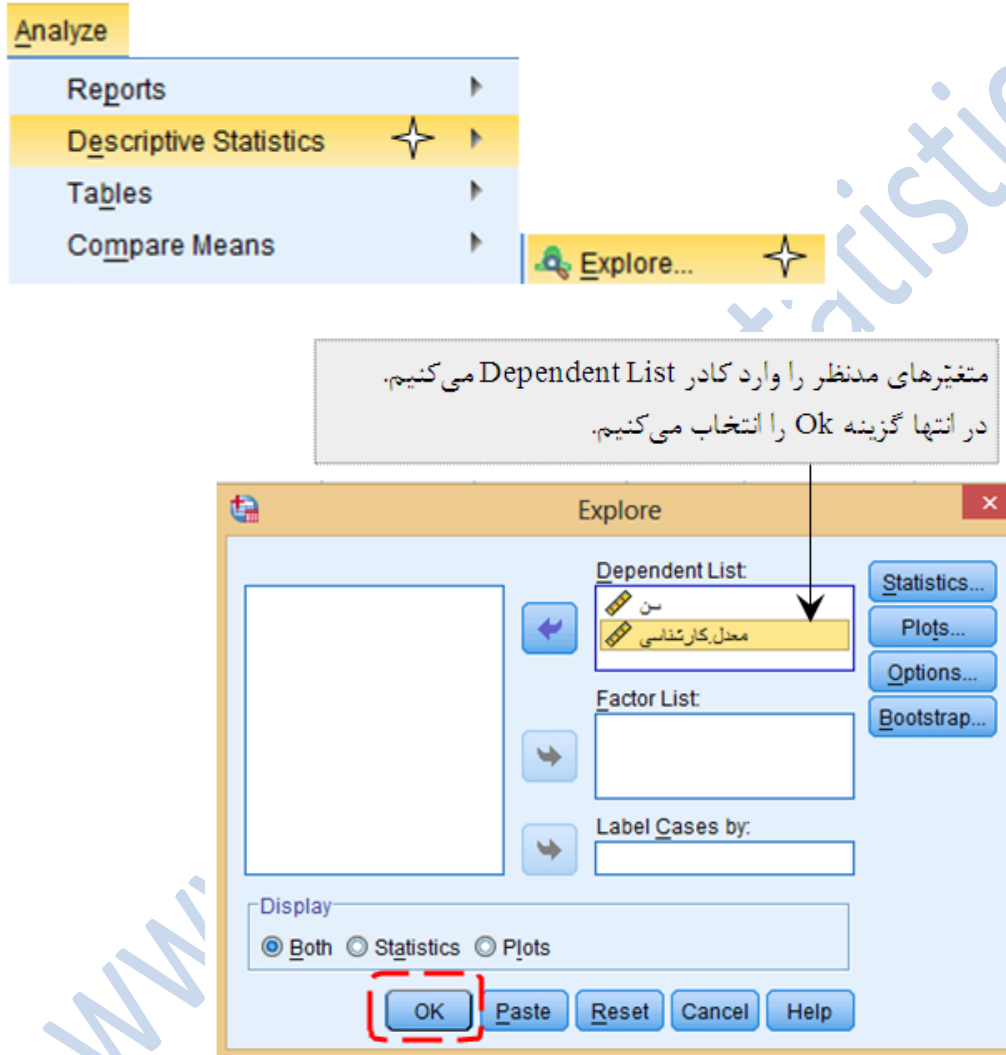 Analyze
Reports
Descriptive Statistics
Tables
Compare Means
Explore...
متغیّرهای مدنظر را وارد کادر Dependent List می‌کنیم.
در انتها گزینه Ok را انتخاب می‌کنیم.
Explore
Dependent List:
سن
معدل.کارشناسی
Statistics...
Plots...
Options...
Bootstrap...
Factor List:
Label Cases by:
Display
Both Statistics Plots
OK Paste Reset Cancel Help